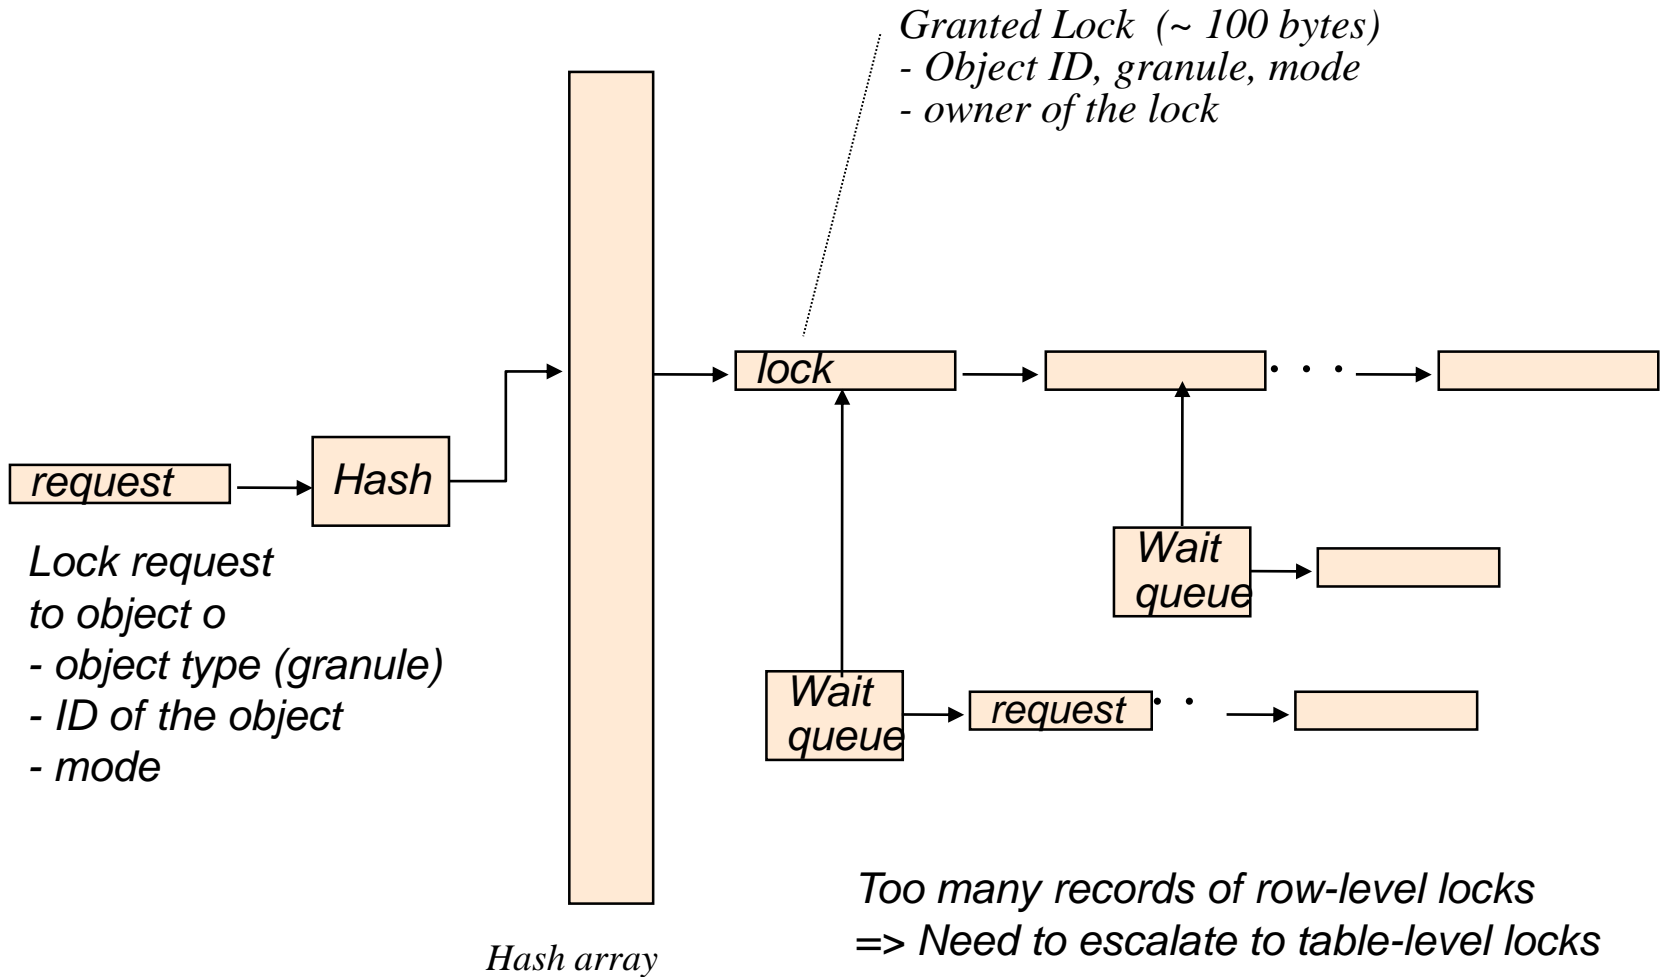 Granted Lock (~ 100 bytes)
- Object ID, granule, mode
- owner of the lock
lock
request
Hash
Lock request
to object o
- object type (granule)
- ID of the object
- mode
Wait
queue
Wait
queue
request
Too many records of row-level locks
=> Need to escalate to table-level locks
Hash array